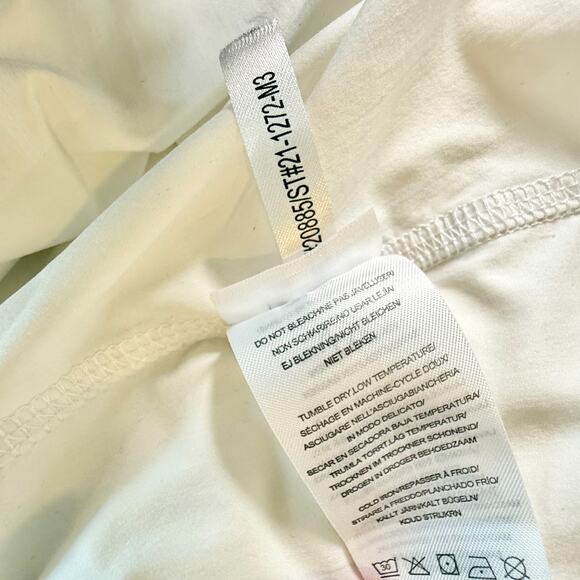 20885/ST#21-1272-M3
DO NOT BLEACH/NE PAS JAVELLISER/
NON SCHIARIRE/NO USAR LEJÍA/
EJ BLEKNING/NICHT BLEICHEN/
NIET BLEKEN
TUMBLE DRY,LOW TEMPERATURE/
SÉCHAGE EN MACHINE-CYCLE DOUX/
ASCIUGARE NELL'ASCIUGABIANCHERIA
IN MODO DELICATO/
SECAR EN SECADORA BAJA TEMPERATURA/
TRUMLA TORRT LÅG TEMPERATUR/
TROCKNEN IM TROCKNER SCHONEND/
DROGEN IN DROGER BEHOEDZAAM
COLD IRON/REPASSER À FROID/
STIRARE A FREDDO/PLANCHADO FRÍO/
KALLT JÄRN/KALT BÜGELN/
KOUD STRIJKRN
30